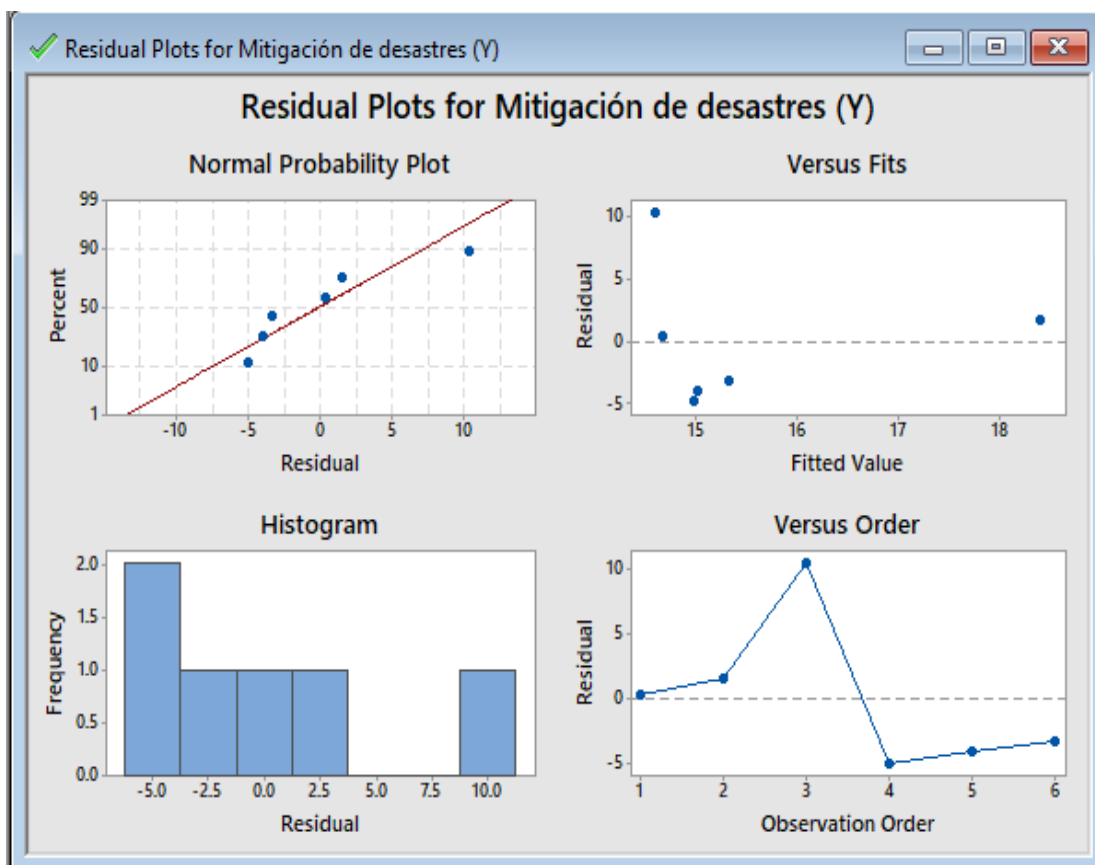 Residual Plots for Mitigación de desastres (Y)
Residual Plots for Mitigación de desastres (Y)
Normal Probability Plot
99
90
50
10
1
Percent
-10 -5 0 5 10
Residual
Versus Fits
10
5
0
-5
Residual
15 16 17 18
Fitted Value
Histogram
2.0
1.5
1.0
0.5
0.0
Frequency
-5.0 -2.5 0.0 2.5 5.0 7.5 10.0
Residual
Versus Order
10
5
0
-5
Residual
1 2 3 4 5 6
Observation Order